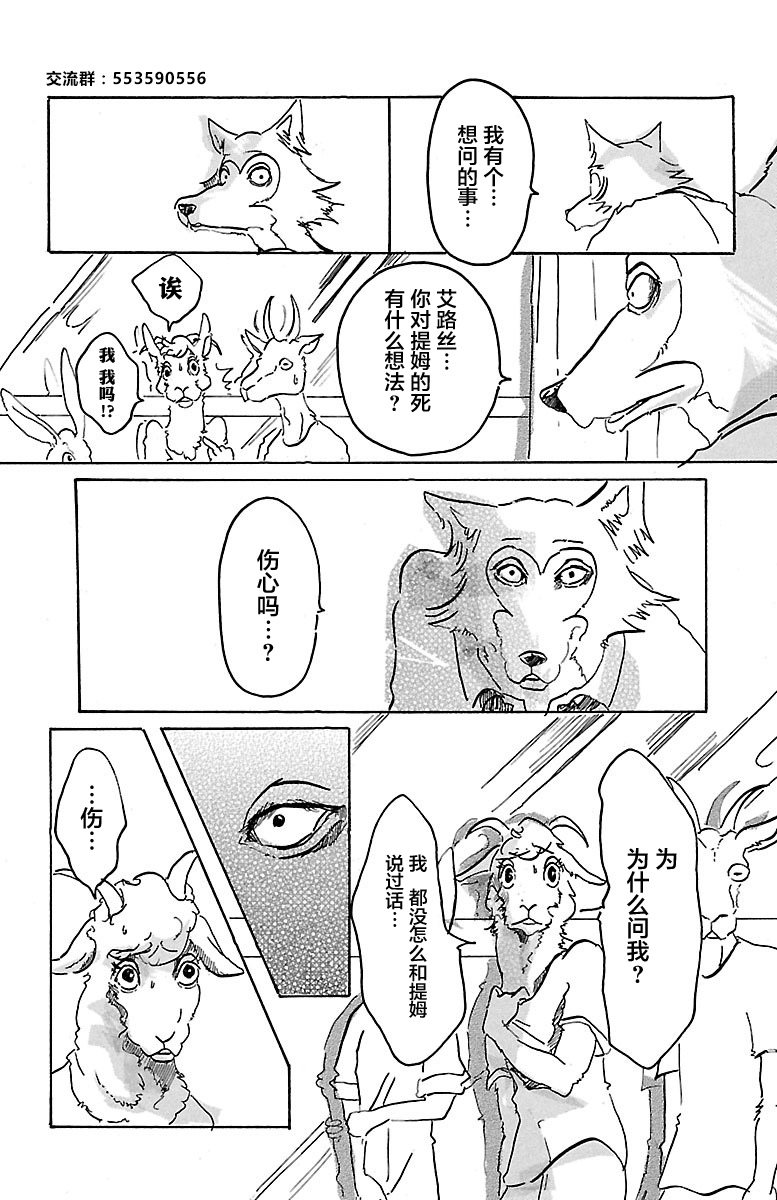 交流群：553590556
我有个…
想问的事…
艾路丝…
你对提姆的死
有什么想法？
诶
我 我吗!?
伤心吗…？
为
为什么问我？
我 都没怎么和提姆
说过话…
…伤…